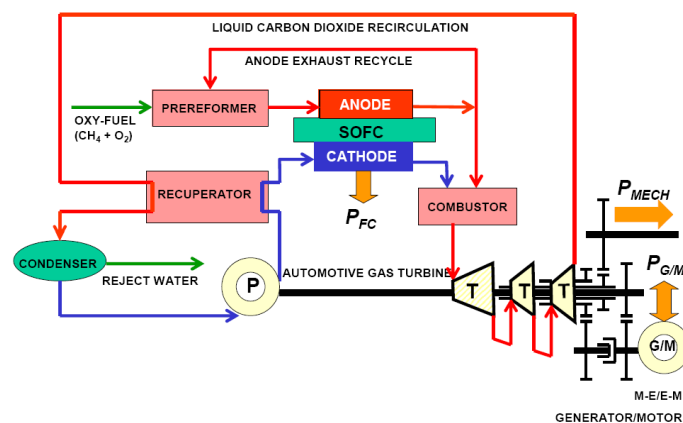 LIQUID CARBON DIOXIDE RECIRCULATION
ANODE EXHAUST RECYCLE
OXY-FUEL
(CH4 + O2)
PREREFORMER
ANODE
SOFC
CATHODE
RECUPERATOR
PFC
COMBUSTOR
PMECH
CONDENSER
REJECT WATER
P
AUTOMOTIVE GAS TURBINE
T
T
T
PG/M
G/M
M-E/E-M
GENERATOR/MOTOR